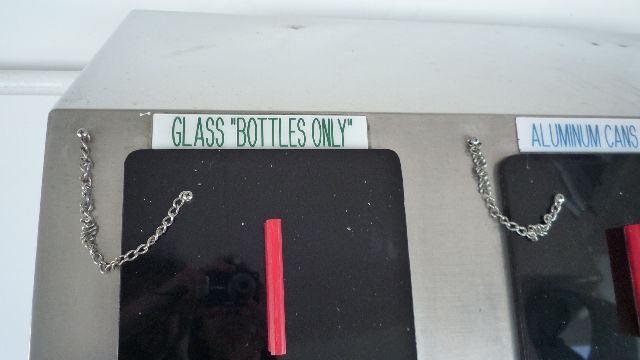 GLASS "BOTTLES ONLY"
ALUMINUM CANS